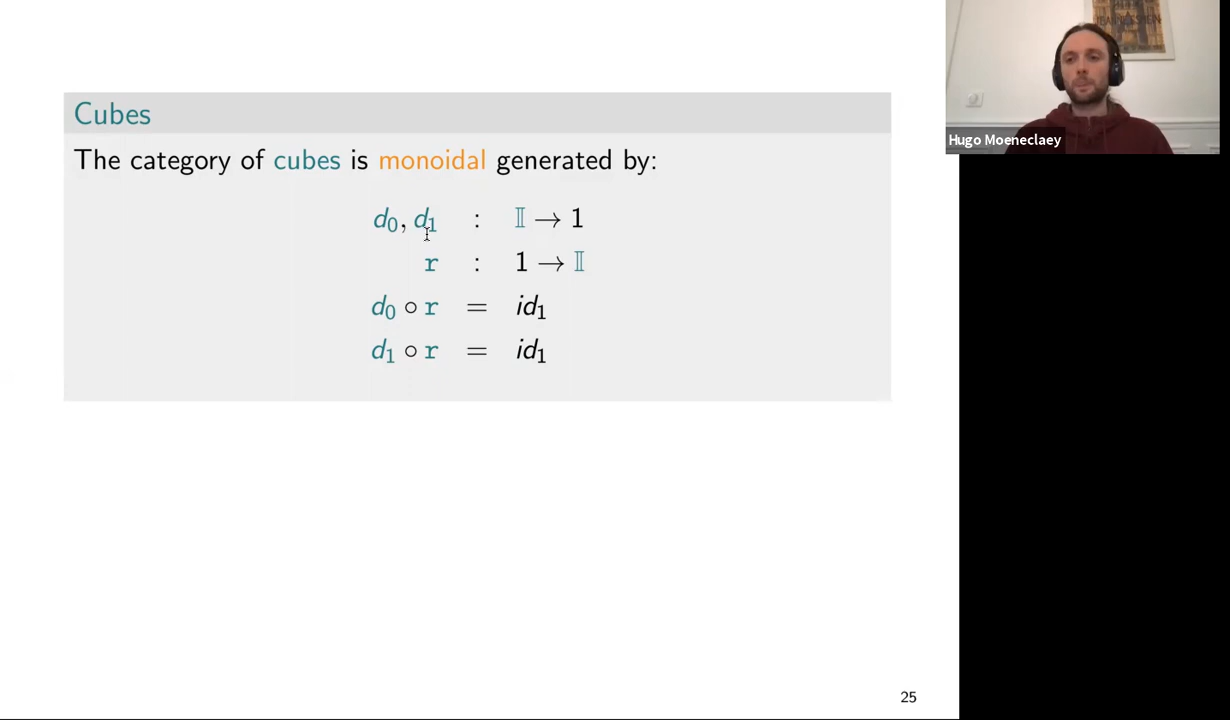 Cubes
The category of cubes is monoidal generated by:
d₀, d₁ : 𝕀 → 1
r : 1 → 𝕀
d₀ ∘ r = id₁
d₁ ∘ r = id₁
25
Hugo Moeneclaey